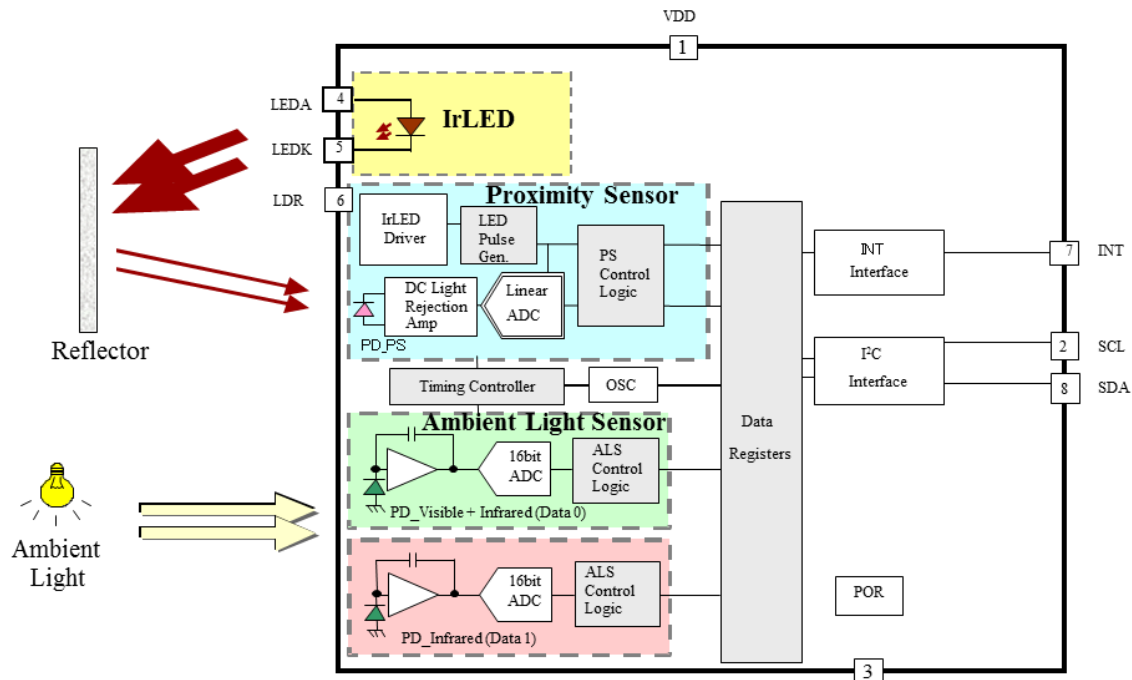 VDD
1
LEDA
4
IrLED
LEDK
5
LDR
6
Proximity Sensor
IrLED
Driver
LED
Pulse
Gen.
PS
Control
Logic
DC Light
Rejection
Amp
Linear
ADC
PD_PS
Reflector
INT
Interface
7
INT
I²C
Interface
2
SCL
8
SDA
Timing Controller
OSC
Data
Registers
Ambient Light Sensor
16bit
ADC
ALS
Control
Logic
PD_Visible + Infrared (Data 0)
Ambient
Light
16bit
ADC
ALS
Control
Logic
PD_Infrared (Data 1)
POR
3